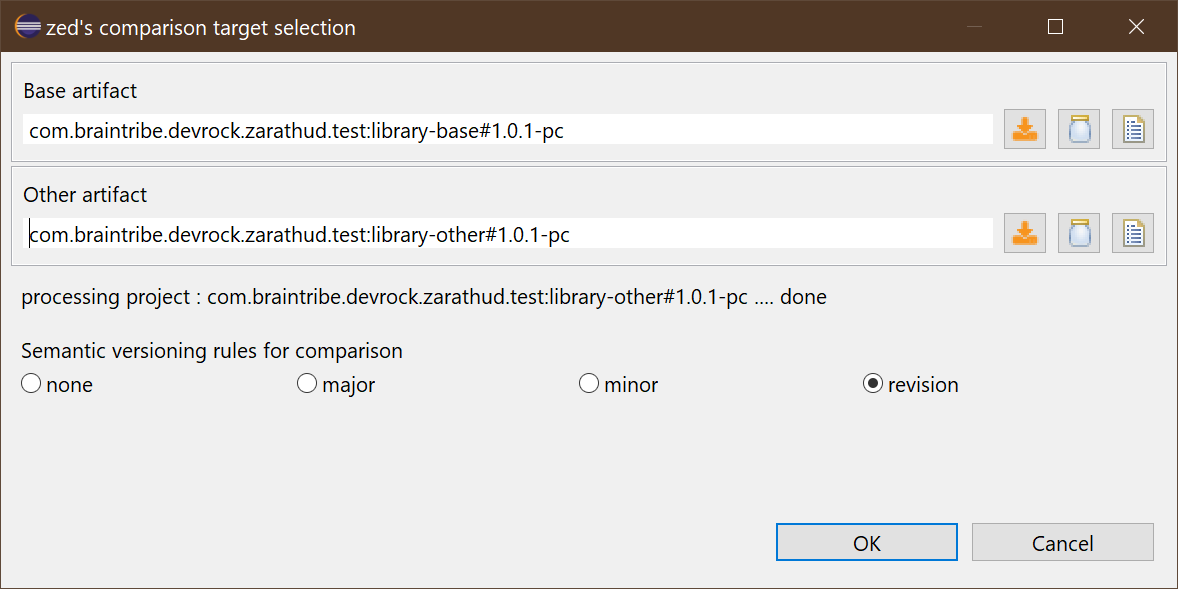 zed's comparison target selection
Base artifact
com.braintribe.devrock.zarathud.test:library-base#1.0.1-pc
Other artifact
com.braintribe.devrock.zarathud.test:library-other#1.0.1-pc
processing project : com.braintribe.devrock.zarathud.test:library-other#1.0.1-pc .... done
Semantic versioning rules for comparison
none major minor revision
OK Cancel